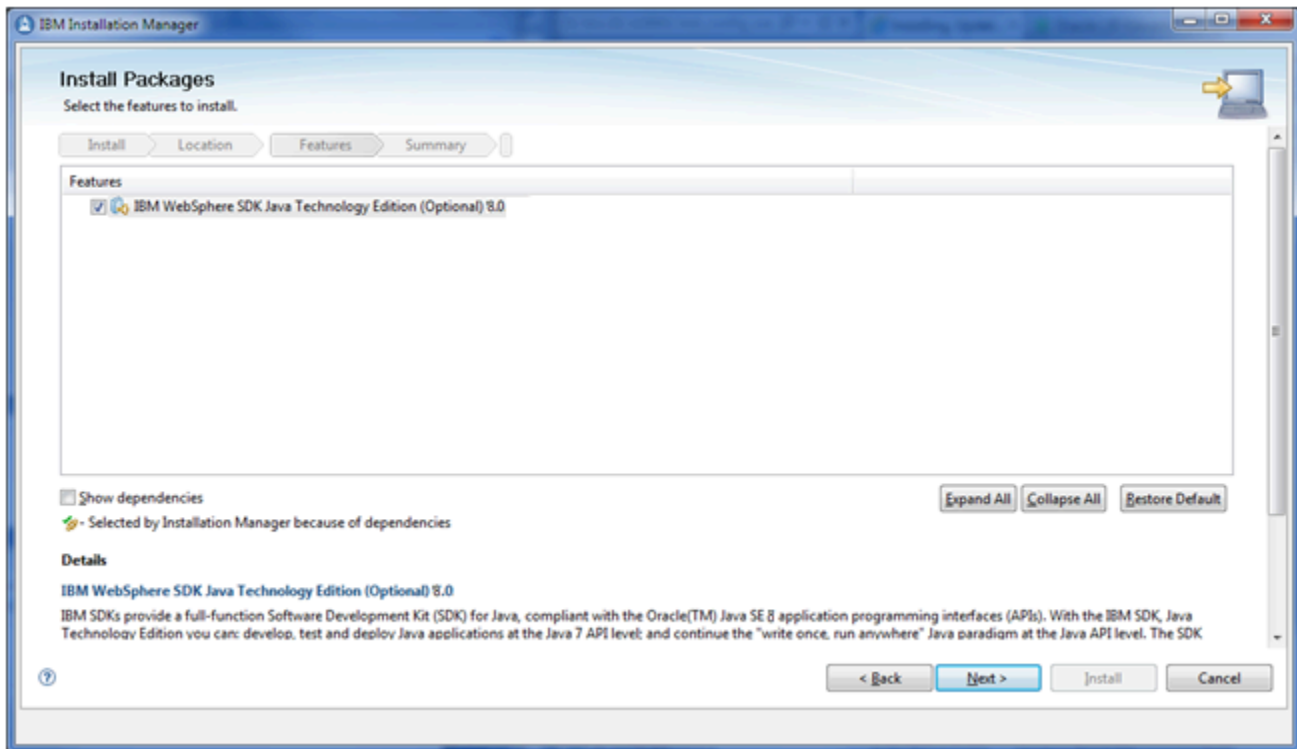 IBM Installation Manager
Install Packages
Select the features to install.
Install Location Features Summary
Features
IBM WebSphere SDK Java Technology Edition (Optional) 8.0
Show dependencies Expand All Collapse All Restore Default
- Selected by Installation Manager because of dependencies
Details
IBM WebSphere SDK Java Technology Edition (Optional) 8.0
IBM SDKs provide a full-function Software Development Kit (SDK) for Java, compliant with the Oracle(TM) Java SE 8 application programming interfaces (APIs). With the IBM SDK, Java
Technology Edition you can: develop, test and deploy Java applications at the Java 7 API level; and continue the "write once, run anywhere" Java paradigm at the Java API level. The SDK
? < Back Next > Install Cancel